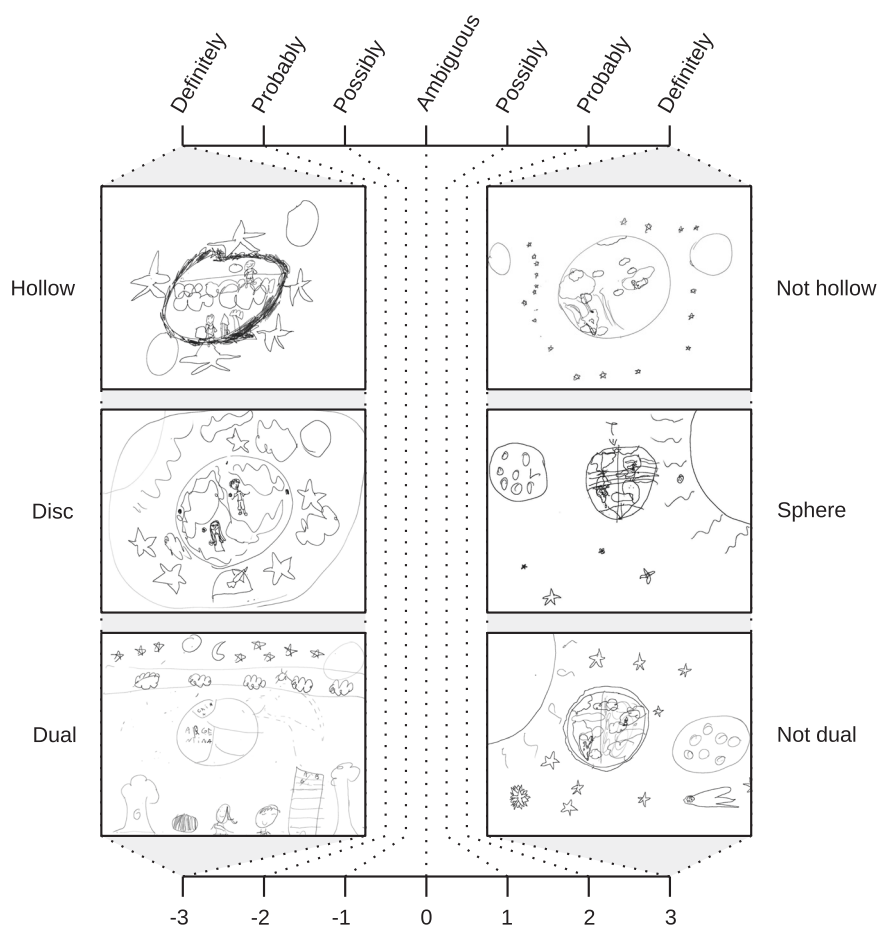 Definitely
Probably
Possibly
Ambiguous
Possibly
Probably
Definitely
Hollow
Not hollow
Disc
Sphere
Dual
Not dual
ARGE
-3
-2
-1
0
1
2
3